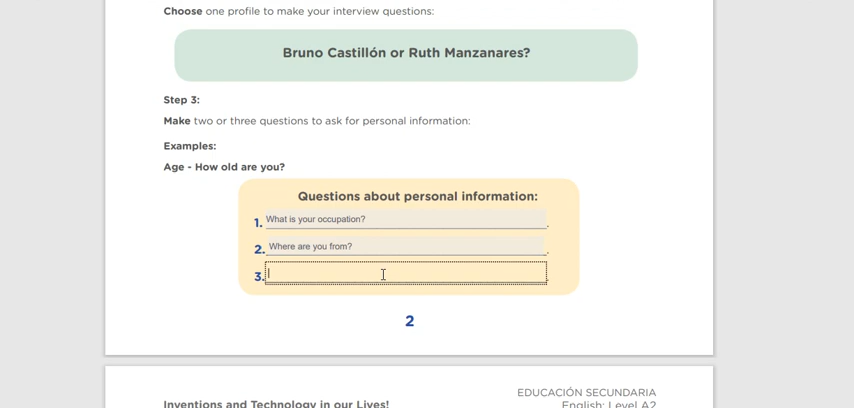 Choose one profile to make your interview questions:
Bruno Castillón or Ruth Manzanares?
Step 3:
Make two or three questions to ask for personal information:
Examples:
Age - How old are you?
Questions about personal information:
1. What is your occupation? .
2. Where are you from? .
3. .
2
EDUCACIÓN SECUNDARIA
Inventions and Technology in our Lives!
English: Level A2